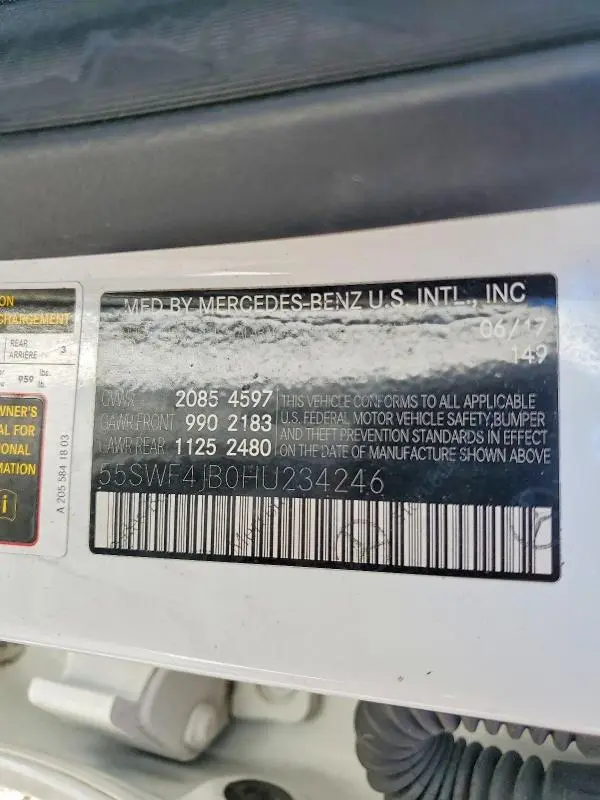 ON
CHARGEMENT
REAR
ARRIÈRE 3
959 lbs.
lb.
WNER'S
AL FOR
IONAL
MATION
i
A 205 584 18 03
MFD BY MERCEDES-BENZ U.S. INTL., INC
06/17
149
GVWR 2085 4597
GAWR FRONT 990 2183
GAWR REAR 1125 2480
THIS VEHICLE CONFORMS TO ALL APPLICABLE
U.S. FEDERAL MOTOR VEHICLE SAFETY,BUMPER
AND THEFT PREVENTION STANDARDS IN EFFECT
ON THE DATE OF MANUFACTURE SHOWN ABOVE
55SWF4JB0HU234246